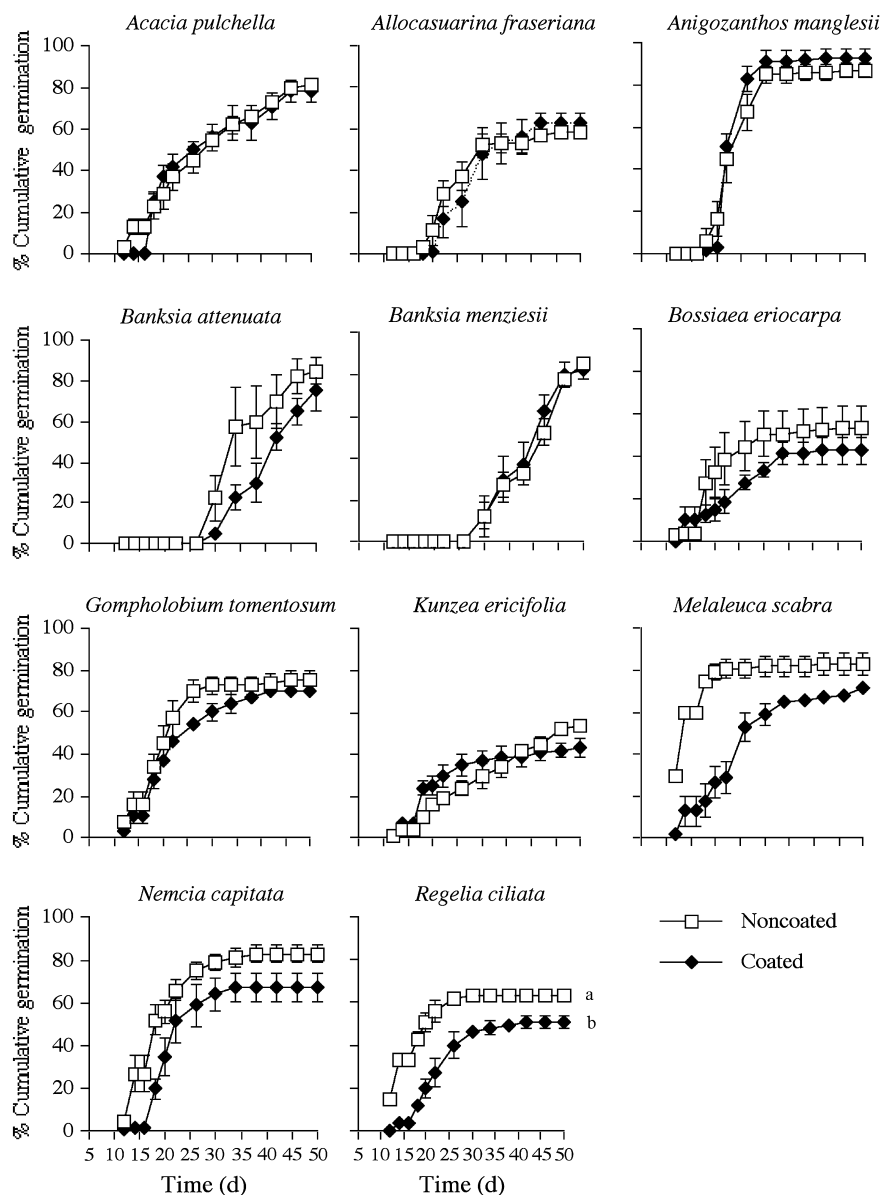 Acacia pulchella
Allocasuarina fraseriana
Anigozanthos manglesii
% Cumulative germination
100
80
60
40
20
0
Banksia attenuata
Banksia menziesii
Bossiaea eriocarpa
% Cumulative germination
100
80
60
40
20
0
Gompholobium tomentosum
Kunzea ericifolia
Melaleuca scabra
% Cumulative germination
100
80
60
40
20
0
Nemcia capitata
Regelia ciliata
% Cumulative germination
100
80
60
40
20
0
a
b
Noncoated
Coated
5 10 15 20 25 30 35 40 45 50
5 10 15 20 25 30 35 40 45 50
Time (d)
Time (d)